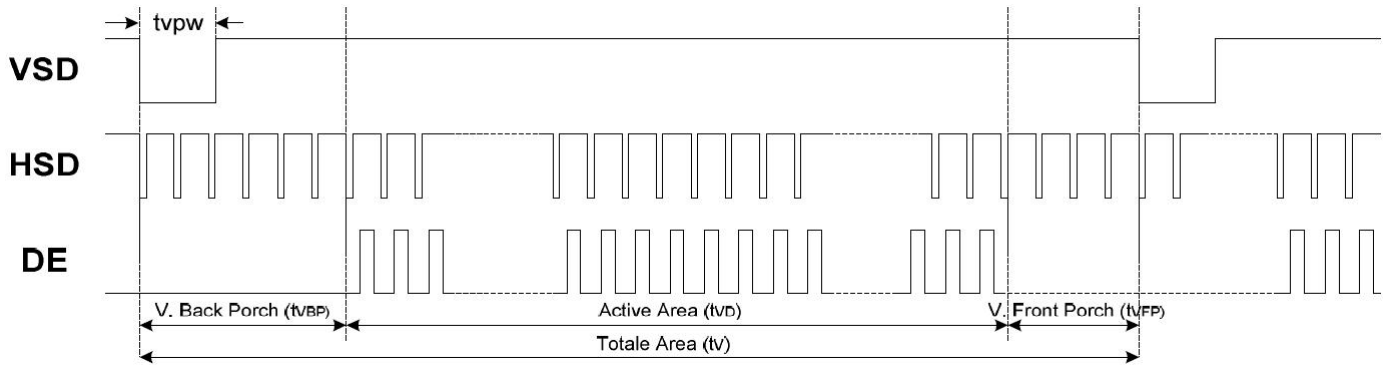 tvpw
VSD
HSD
DE
V. Back Porch (tVBP)
Active Area (tVD)
V. Front Porch (tVFP)
Totale Area (tV)